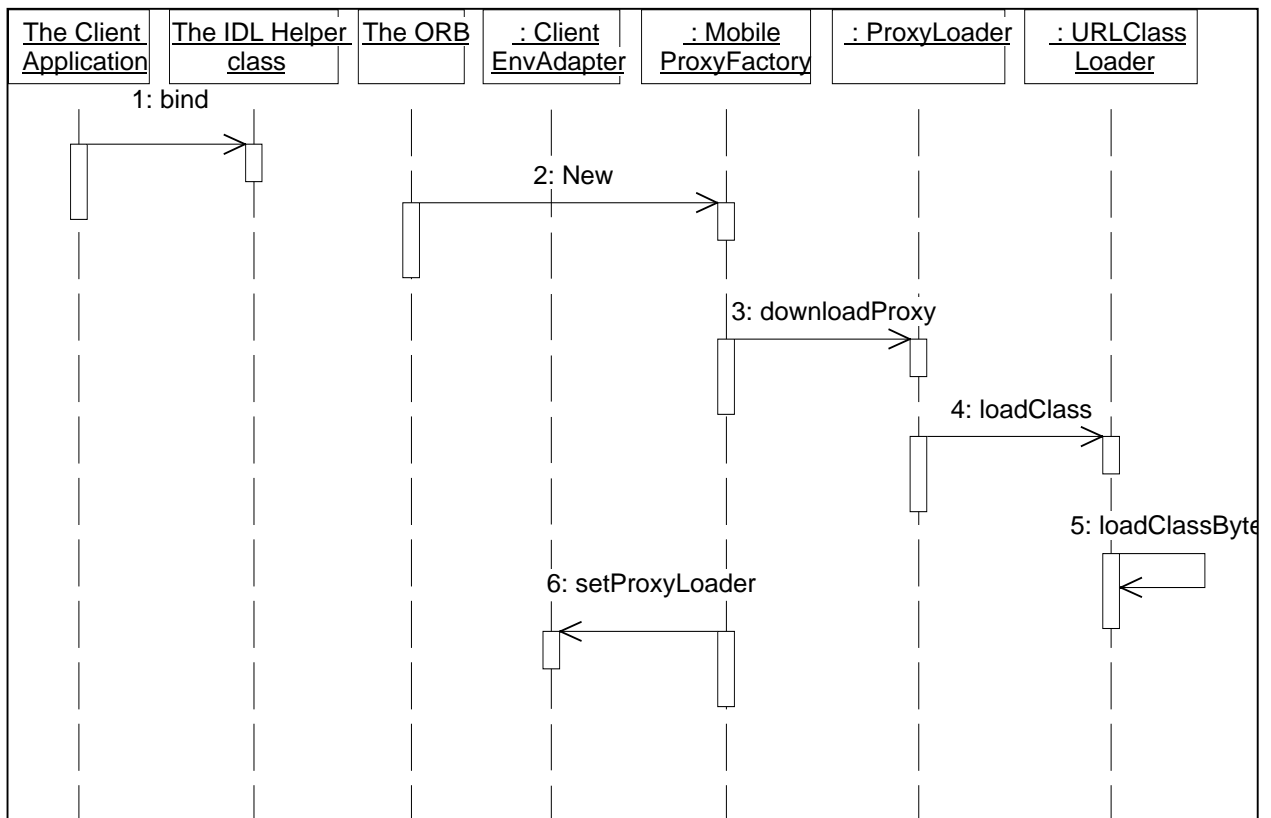 The Client
Application
The IDL Helper
class
The ORB
: Client
EnvAdapter
: Mobile
ProxyFactory
: ProxyLoader
: URLClass
Loader
1: bind
2: New
3: downloadProxy
4: loadClass
5: loadClassByte
6: setProxyLoader